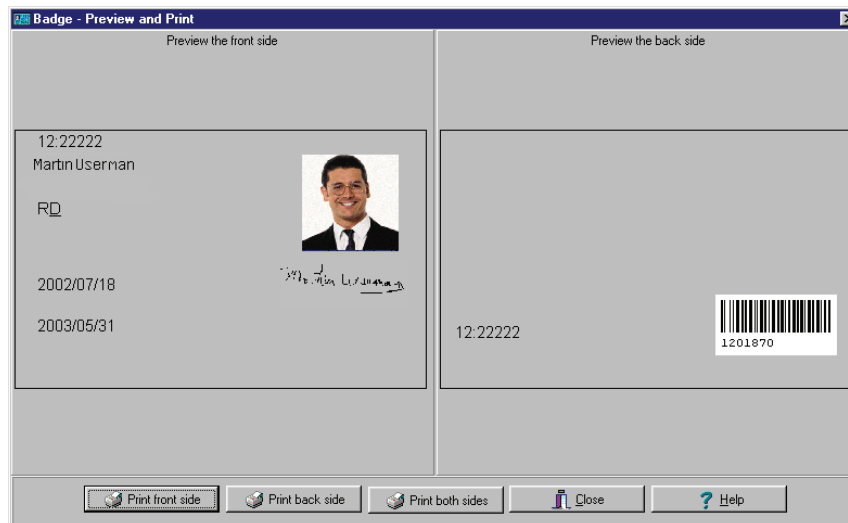 Badge - Preview and Print
Preview the front side
12:22222
Martin Userman
RD
2002/07/18
2003/05/31
Preview the back side
12:22222
1201870
Print front side
Print back side
Print both sides
Close
Help